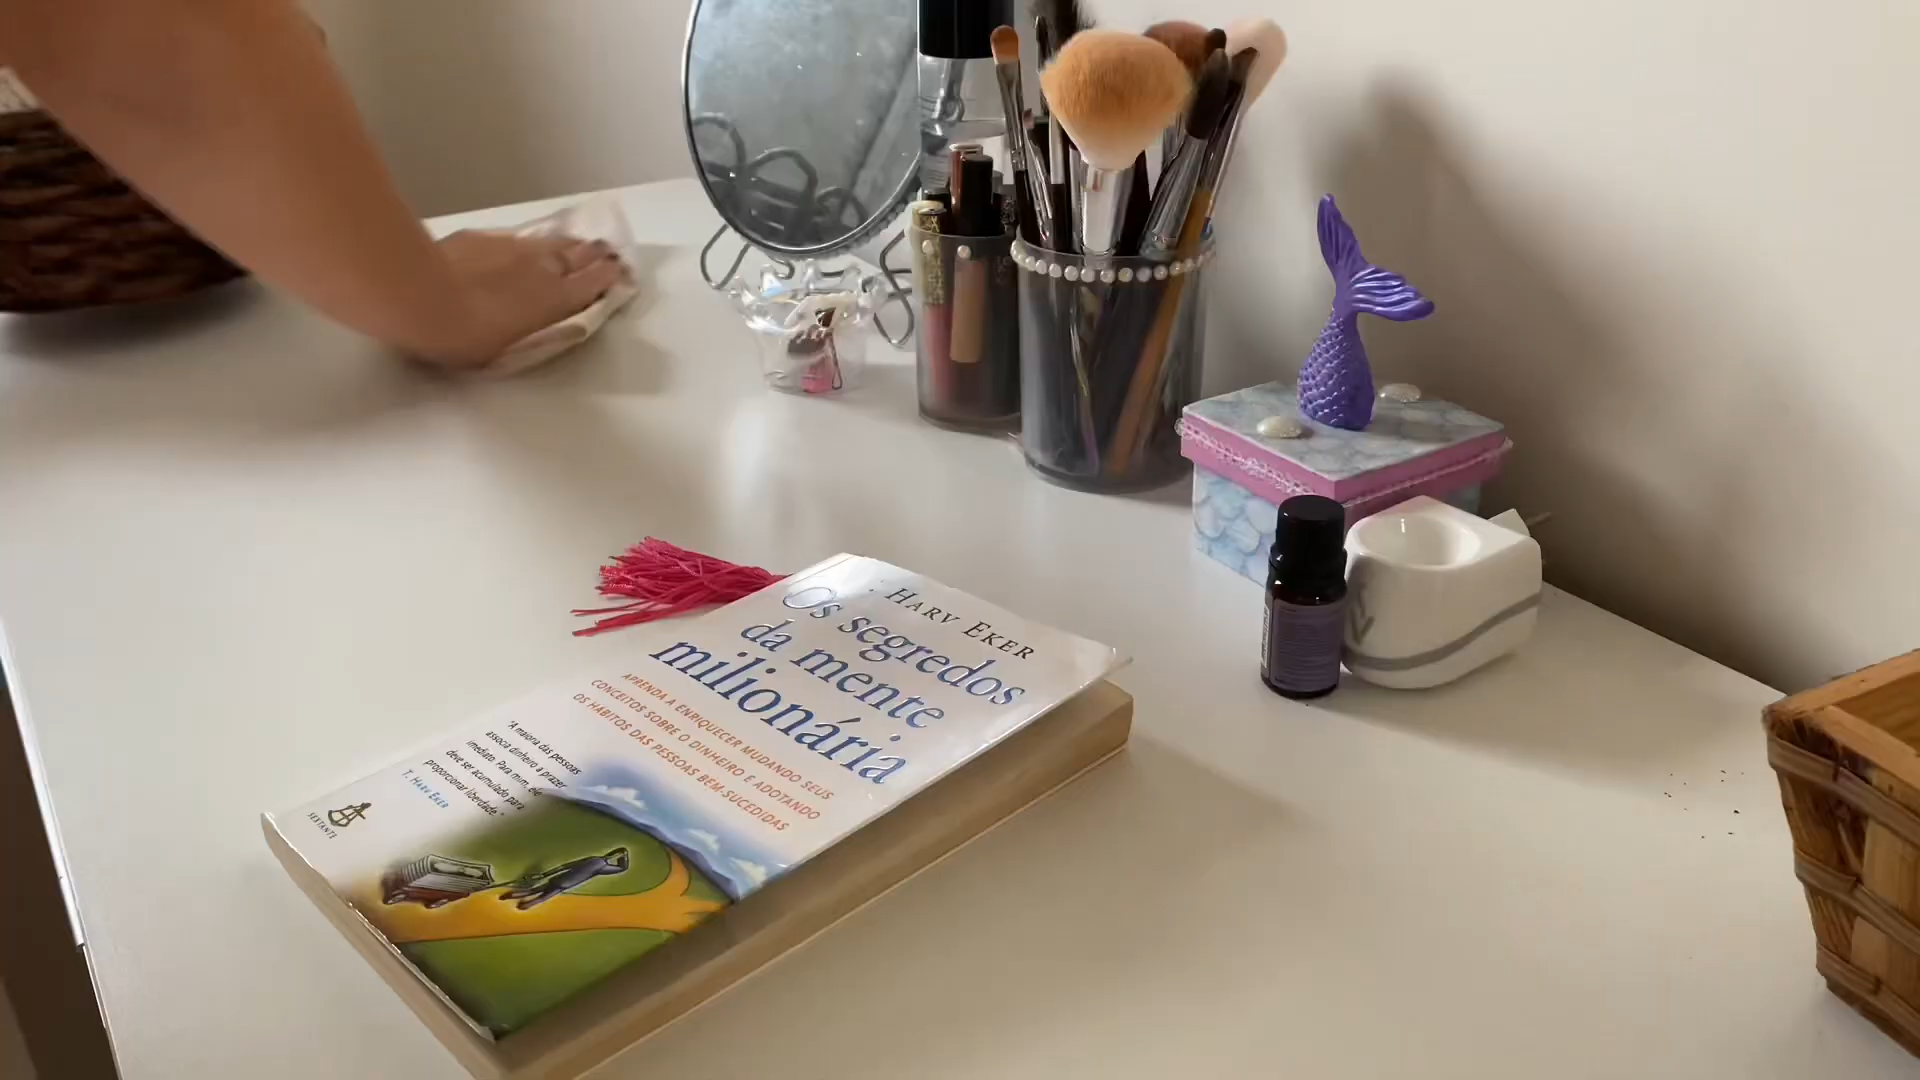 . Harv Eker
Os segredos
da mente
milionária
APRENDA A ENRIQUECER MUDANDO SEUS
CONCEITOS SOBRE O DINHEIRO E ADOTANDO
OS HÁBITOS DAS PESSOAS BEM-SUCEDIDAS
"A maioria das pessoas
associa dinheiro a prazer
imediato. Para mim, ele
deve ser acumulado para
proporcionar liberdade."
T. Harv Eker
SEXTANTE